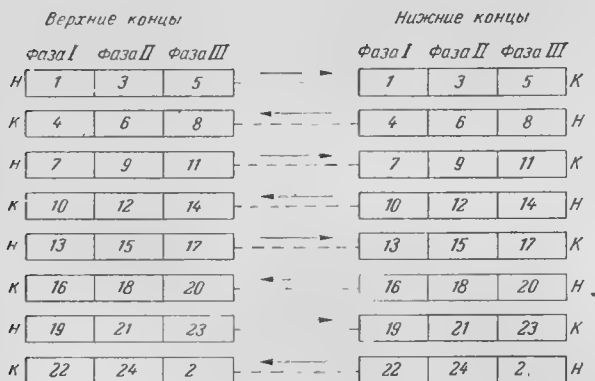 Верхние концы Нижние концы
Фаза I Фаза II Фаза III Фаза I Фаза II Фаза III
Н 1 3 5 1 3 5 К
К 4 6 8 4 6 8 Н
Н 7 9 11 7 9 11 К
К 10 12 14 10 12 14 Н
Н 13 15 17 13 15 17 К
К 16 18 20 16 18 20 Н
Н 19 21 23 19 21 23 К
К 22 24 2 22 24 2 Н